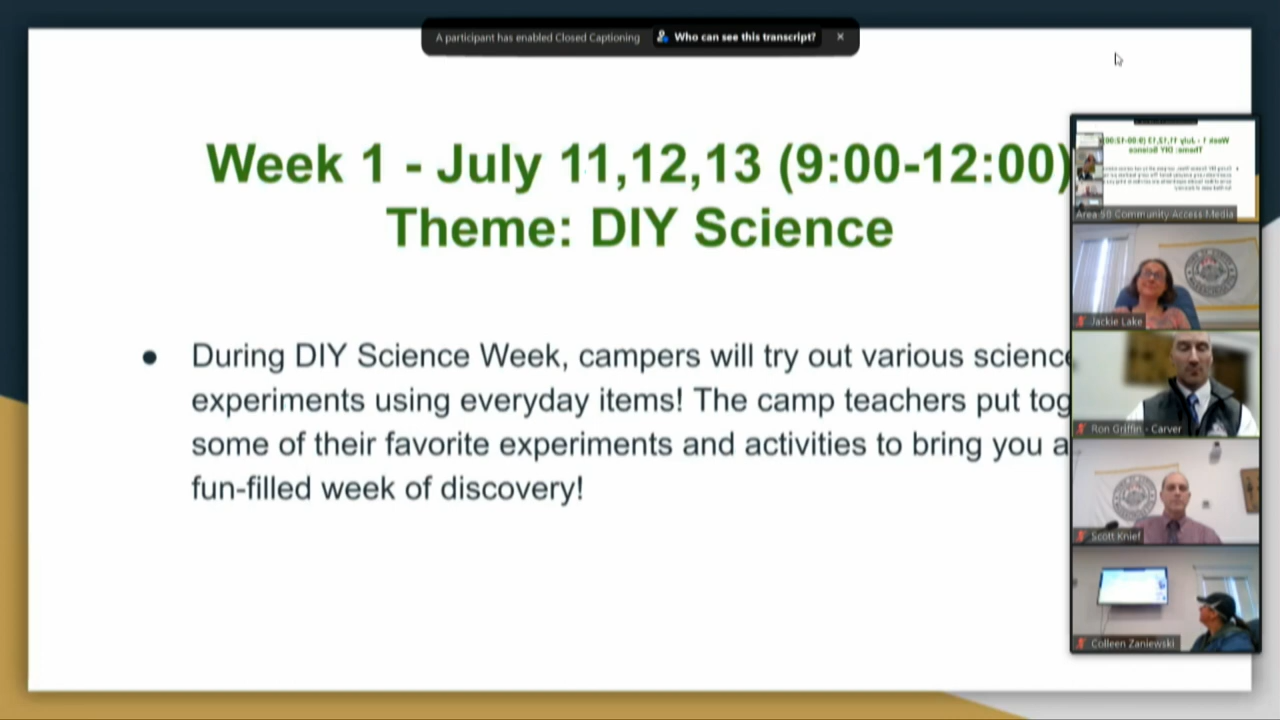 A participant has enabled Closed Captioning Who can see this transcript?
Week 1 - July 11,12,13 (9:00-12:00)
Theme: DIY Science
During DIY Science Week, campers will try out various science
experiments using everyday items! The camp teachers put tog
some of their favorite experiments and activities to bring you a
fun-filled week of discovery!
Area 58 Community Access Media
Jackie Lake
Ron Griffin - Carver
Scott Knief
Colleen Zaniewski